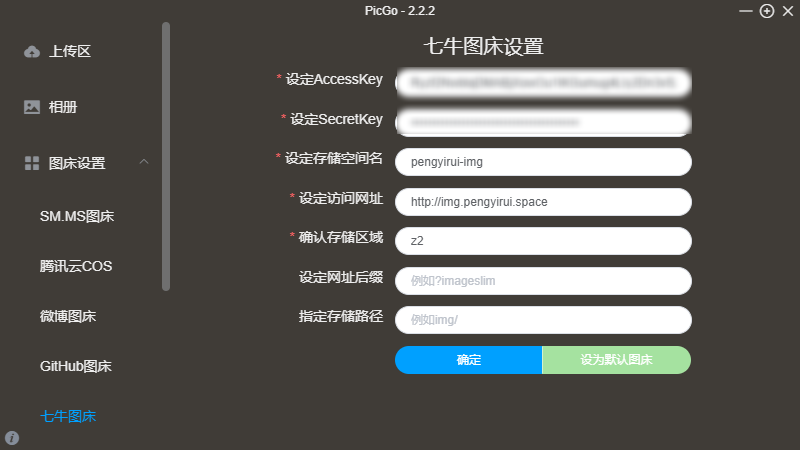 PicGo - 2.2.2
上传区
相册
图床设置
SM.MS图床
腾讯云COS
微博图床
GitHub图床
七牛图床
七牛图床设置
* 设定AccessKey
* 设定SecretKey
* 设定存储空间名
pengyirui-img
* 设定访问网址
http://img.pengyirui.space
* 确认存储区域
z2
设定网址后缀
例如?imageslim
指定存储路径
例如img/
确定
设为默认图床